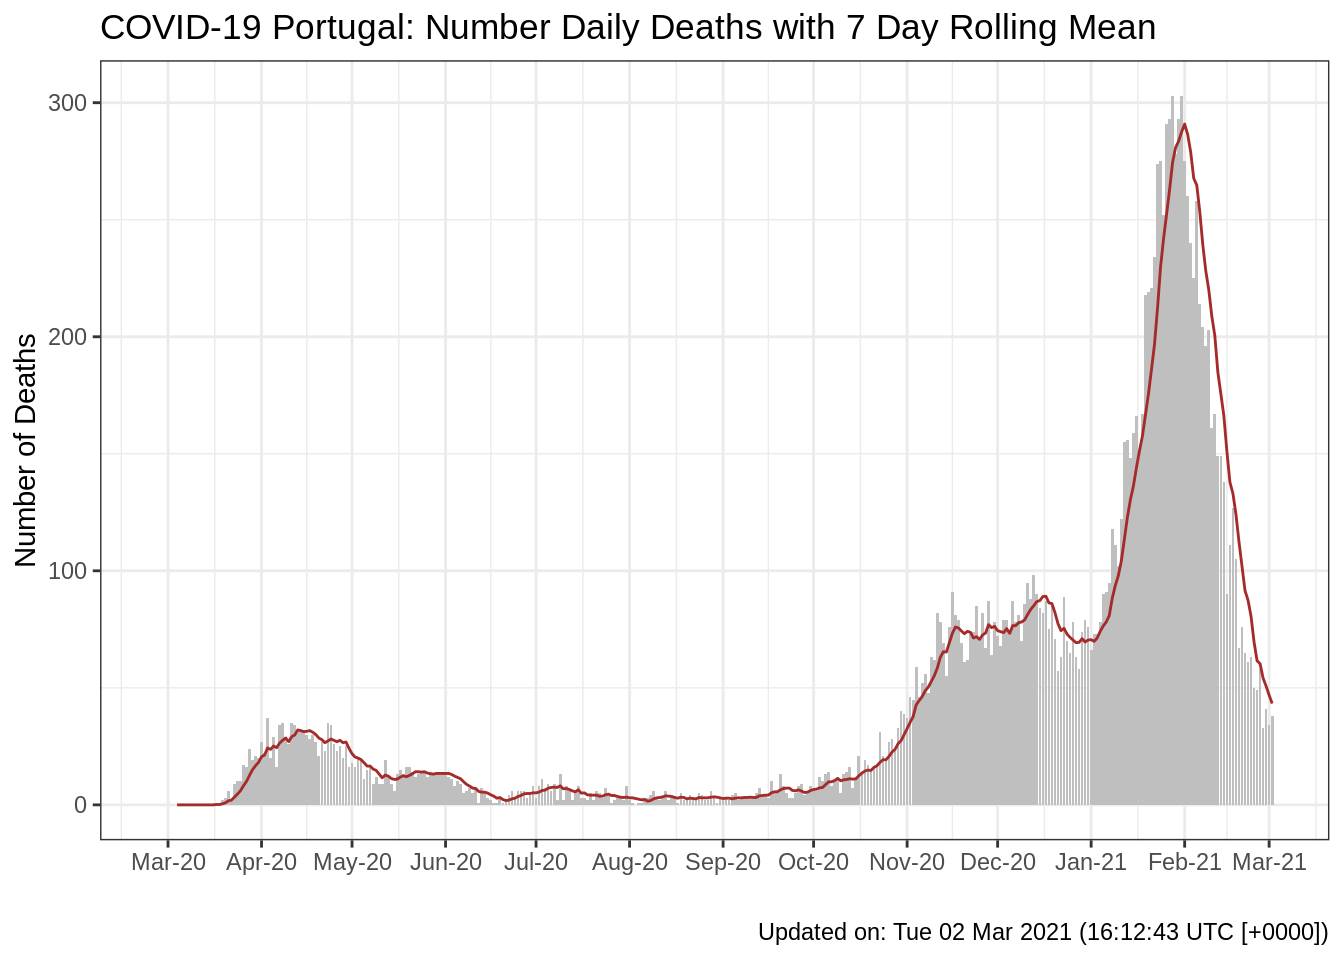 COVID-19 Portugal: Number Daily Deaths with 7 Day Rolling Mean
Number of Deaths
300
200
100
0
Mar-20 Apr-20 May-20 Jun-20 Jul-20 Aug-20 Sep-20 Oct-20 Nov-20 Dec-20 Jan-21 Feb-21 Mar-21
Updated on: Tue 02 Mar 2021 (16:12:43 UTC [+0000])